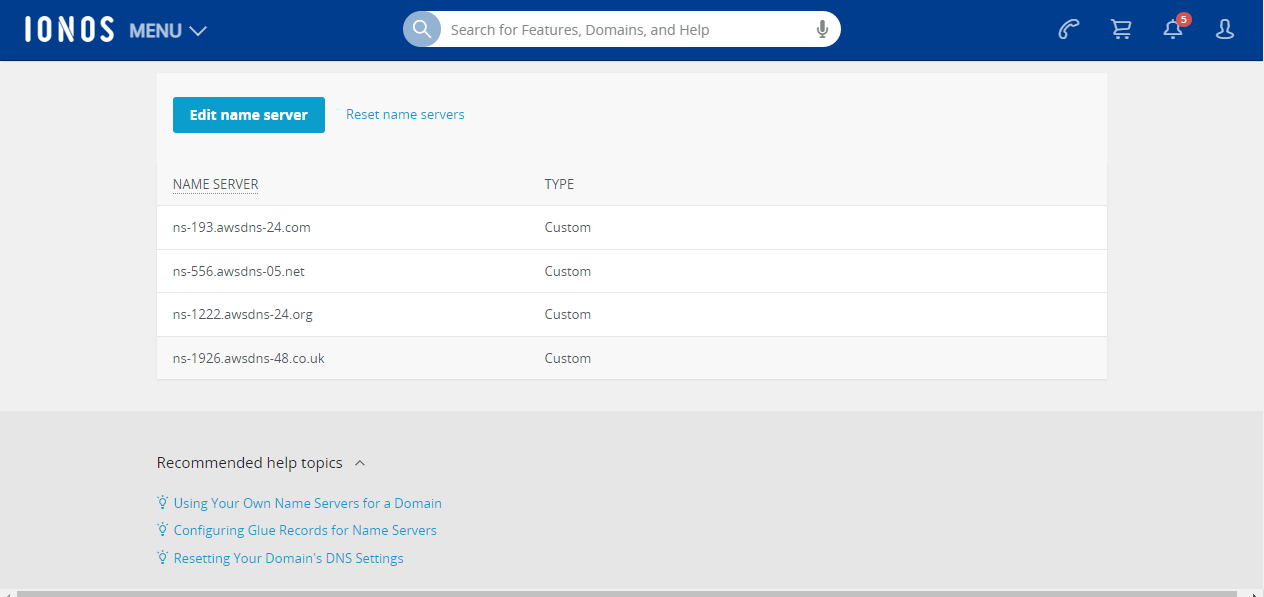 IONOS MENU Search for Features, Domains, and Help 5
Edit name server Reset name servers
NAME SERVER TYPE
ns-193.awsdns-24.com Custom
ns-556.awsdns-05.net Custom
ns-1222.awsdns-24.org Custom
ns-1926.awsdns-48.co.uk Custom
Recommended help topics
Using Your Own Name Servers for a Domain
Configuring Glue Records for Name Servers
Resetting Your Domain's DNS Settings